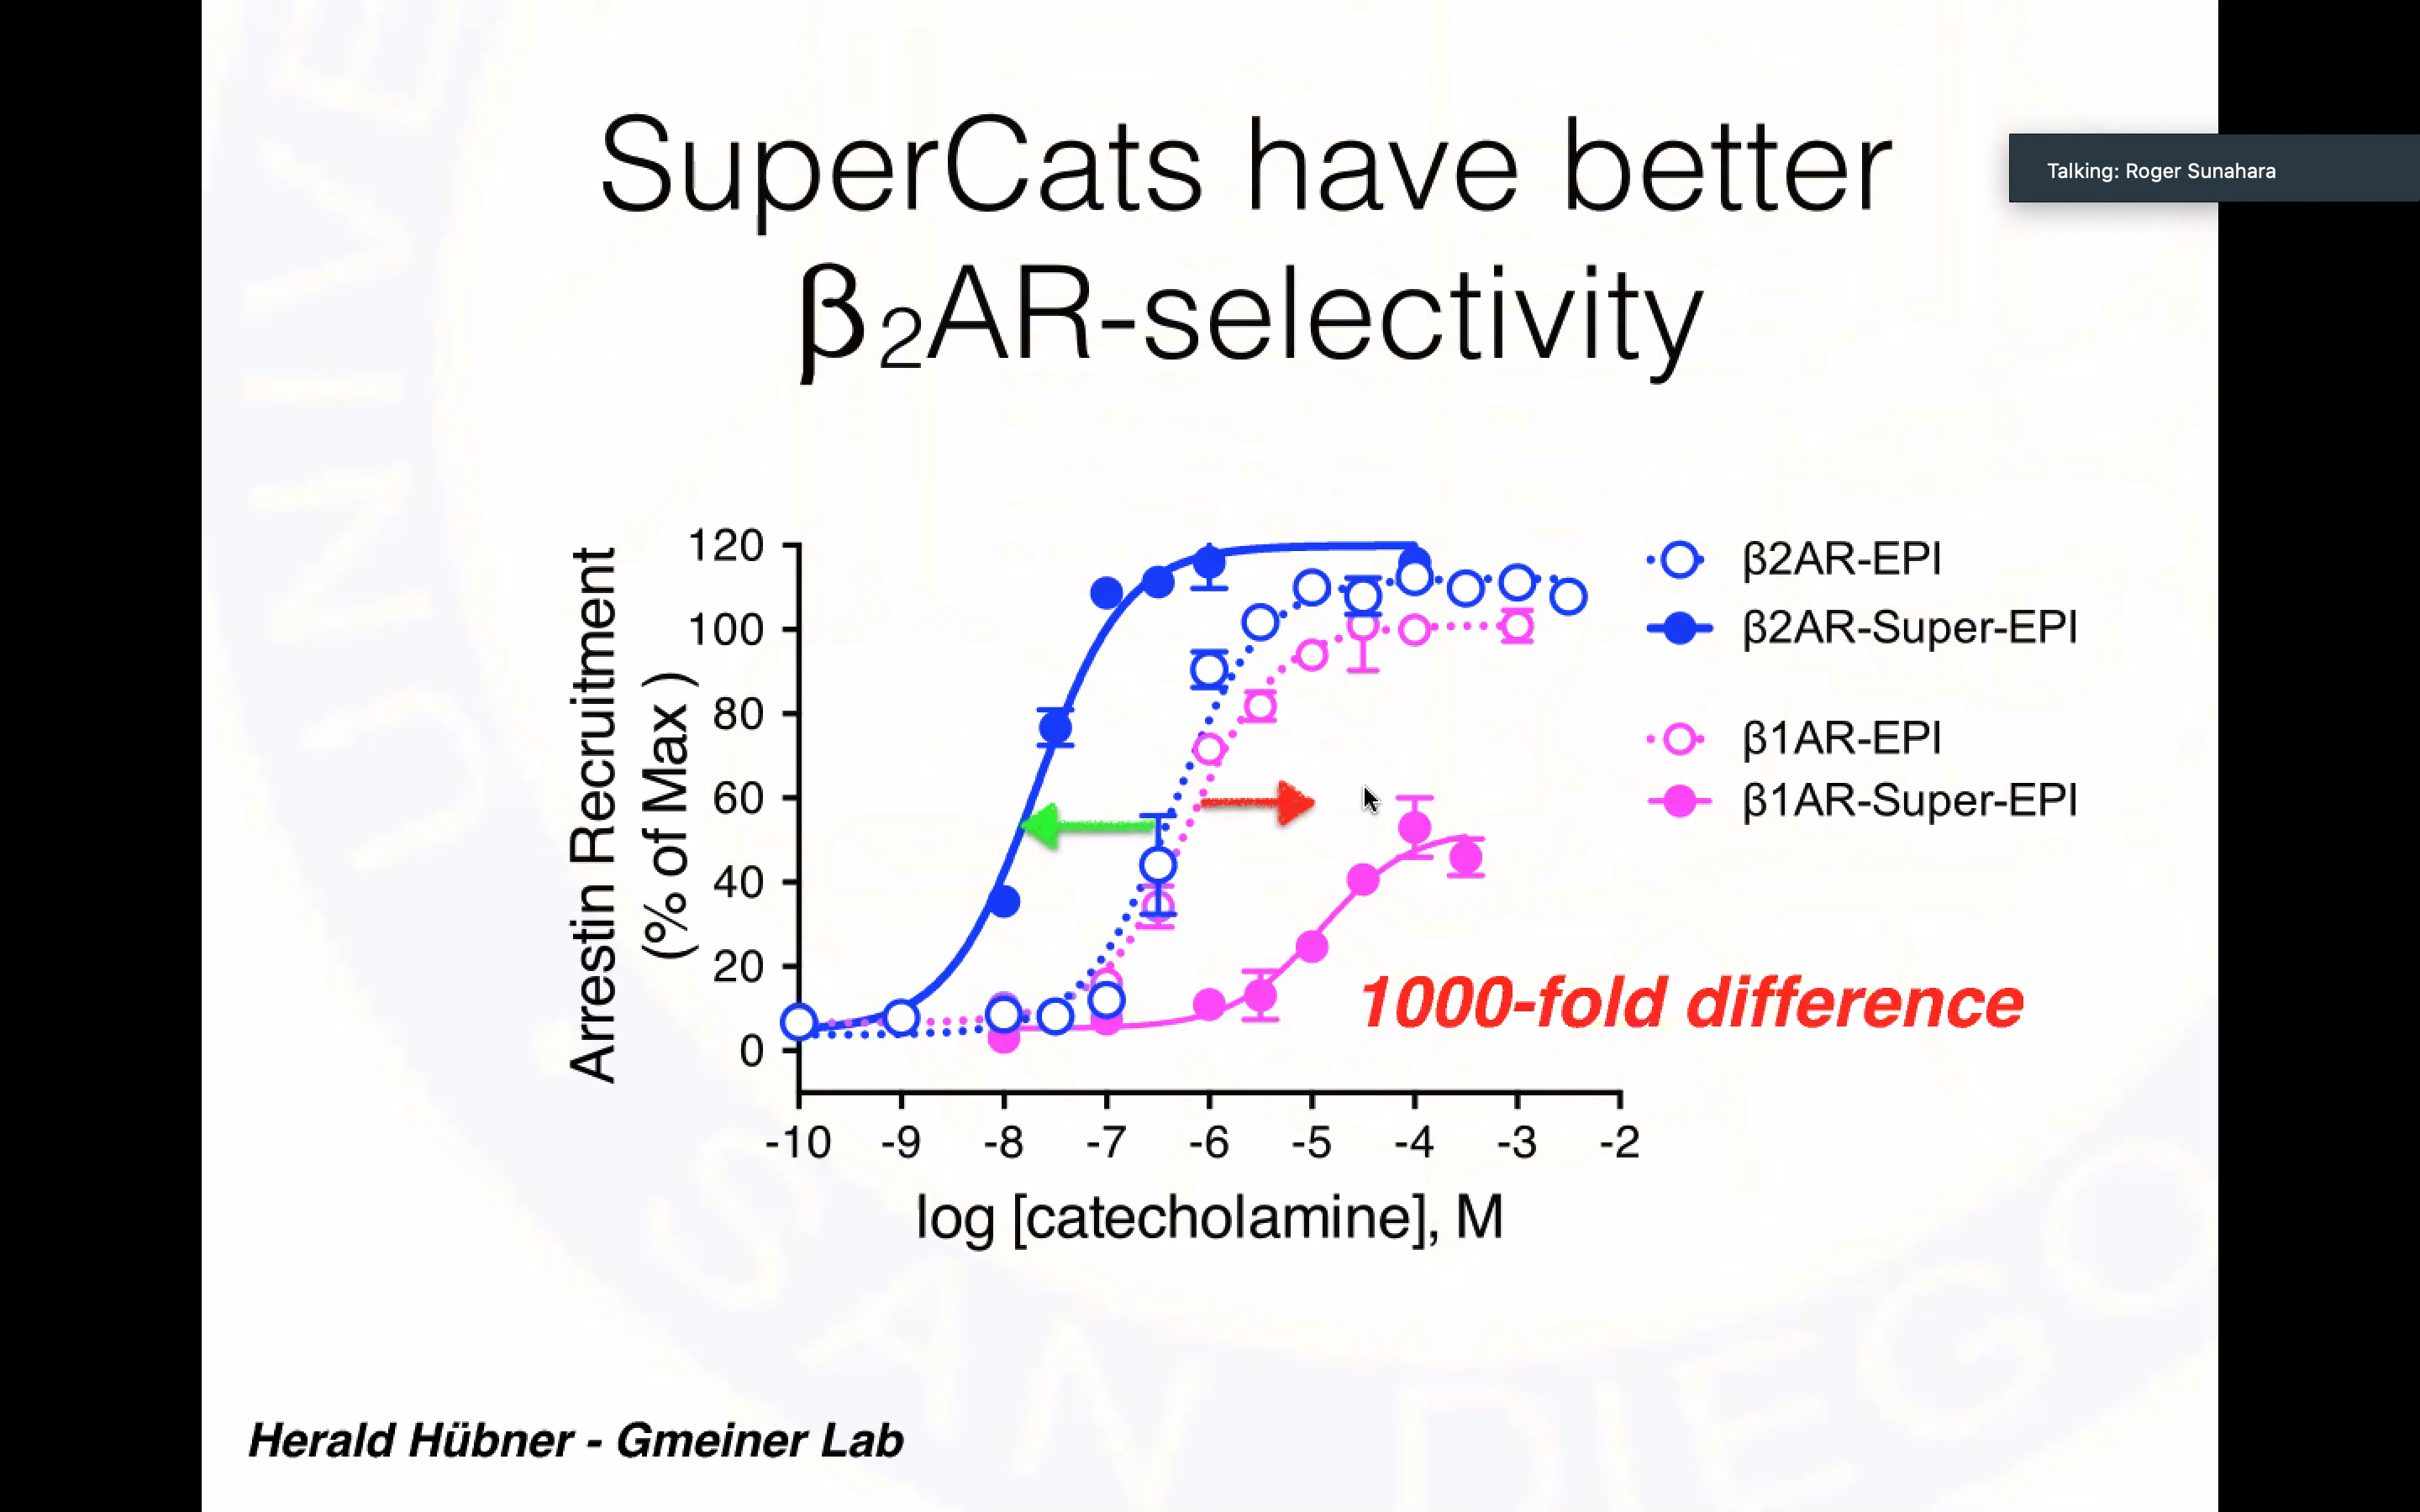 SuperCats have better
β2AR-selectivity
Talking: Roger Sunahara
Arrestin Recruitment
(% of Max )
120
100
80
60
40
20
0
-10 -9 -8 -7 -6 -5 -4 -3 -2
log [catecholamine], M
β2AR-EPI
β2AR-Super-EPI
β1AR-EPI
β1AR-Super-EPI
1000-fold difference
Herald Hübner - Gmeiner Lab
SAN DIEGO